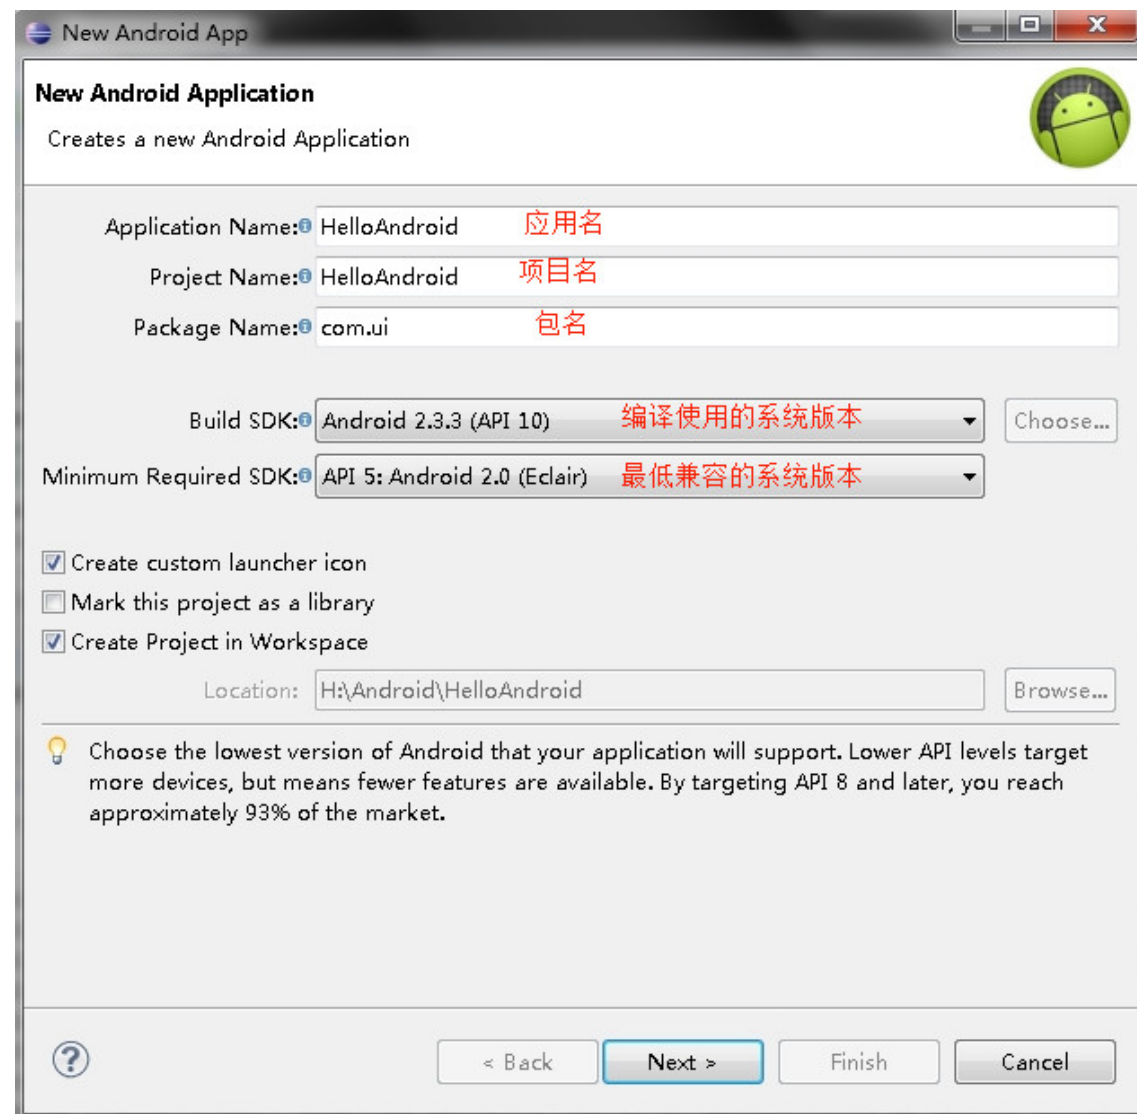 New Android App
New Android Application
Creates a new Android Application
Application Name: HelloAndroid 应用名
Project Name: HelloAndroid 项目名
Package Name: com.ui 包名
Build SDK: Android 2.3.3 (API 10) 编译使用的系统版本 Choose...
Minimum Required SDK: API 5: Android 2.0 (Eclair) 最低兼容的系统版本
Create custom launcher icon
Mark this project as a library
Create Project in Workspace
Location: H:\Android\HelloAndroid Browse...
Choose the lowest version of Android that your application will support. Lower API levels target
more devices, but means fewer features are available. By targeting API 8 and later, you reach
approximately 93% of the market.
< Back Next > Finish Cancel